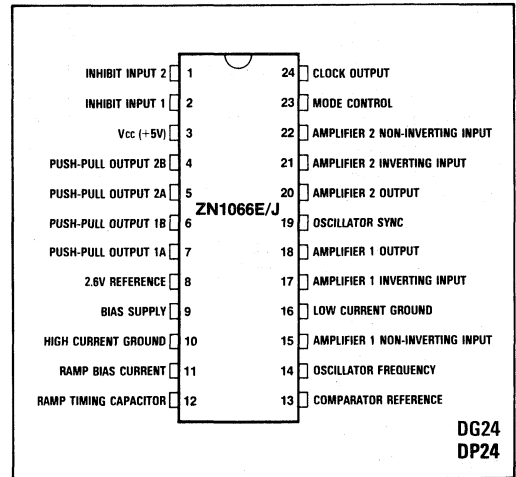 INHIBIT INPUT 2 1 24 CLOCK OUTPUT
INHIBIT INPUT 1 2 23 MODE CONTROL
Vcc (+5V) 3 22 AMPLIFIER 2 NON-INVERTING INPUT
PUSH-PULL OUTPUT 2B 4 21 AMPLIFIER 2 INVERTING INPUT
PUSH-PULL OUTPUT 2A 5 20 AMPLIFIER 2 OUTPUT
ZN1066E/J
PUSH-PULL OUTPUT 1B 6 19 OSCILLATOR SYNC
PUSH-PULL OUTPUT 1A 7 18 AMPLIFIER 1 OUTPUT
2.6V REFERENCE 8 17 AMPLIFIER 1 INVERTING INPUT
BIAS SUPPLY 9 16 LOW CURRENT GROUND
HIGH CURRENT GROUND 10 15 AMPLIFIER 1 NON-INVERTING INPUT
RAMP BIAS CURRENT 11 14 OSCILLATOR FREQUENCY
RAMP TIMING CAPACITOR 12 13 COMPARATOR REFERENCE
DG24
DP24